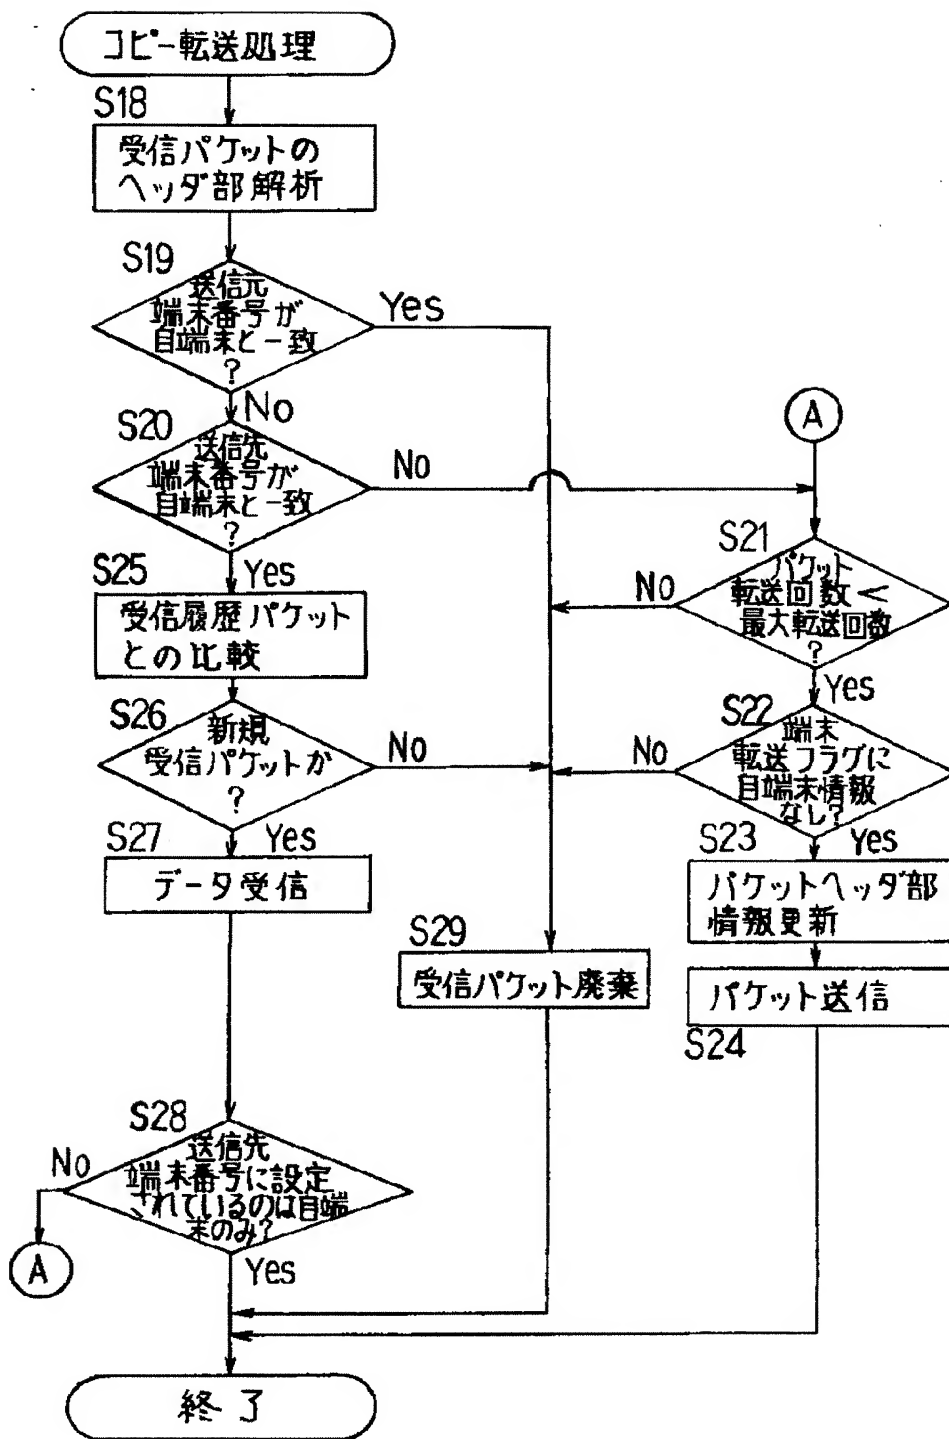 コピー転送処理
S18
受信パケットの
ヘッダ部解析
S19
送信元
端末番号が
自端末と一致
?
Yes
No
S20
送信先
端末番号が
自端末と一致
?
No
Yes
A
S21
パケット
転送回数<
最大転送回数
?
No
Yes
S25
受信履歴パケット
との比較
S22
端末
転送フラグに
自端末情報
なし?
No
Yes
S26
新規
受信パケットか
?
No
Yes
S23
パケットヘッダ部
情報更新
S27
データ受信
S29
受信パケット廃棄
パケット送信
S24
S28
送信先
端末番号に設定
されているのは自端
末のみ?
No
Yes
A
終了